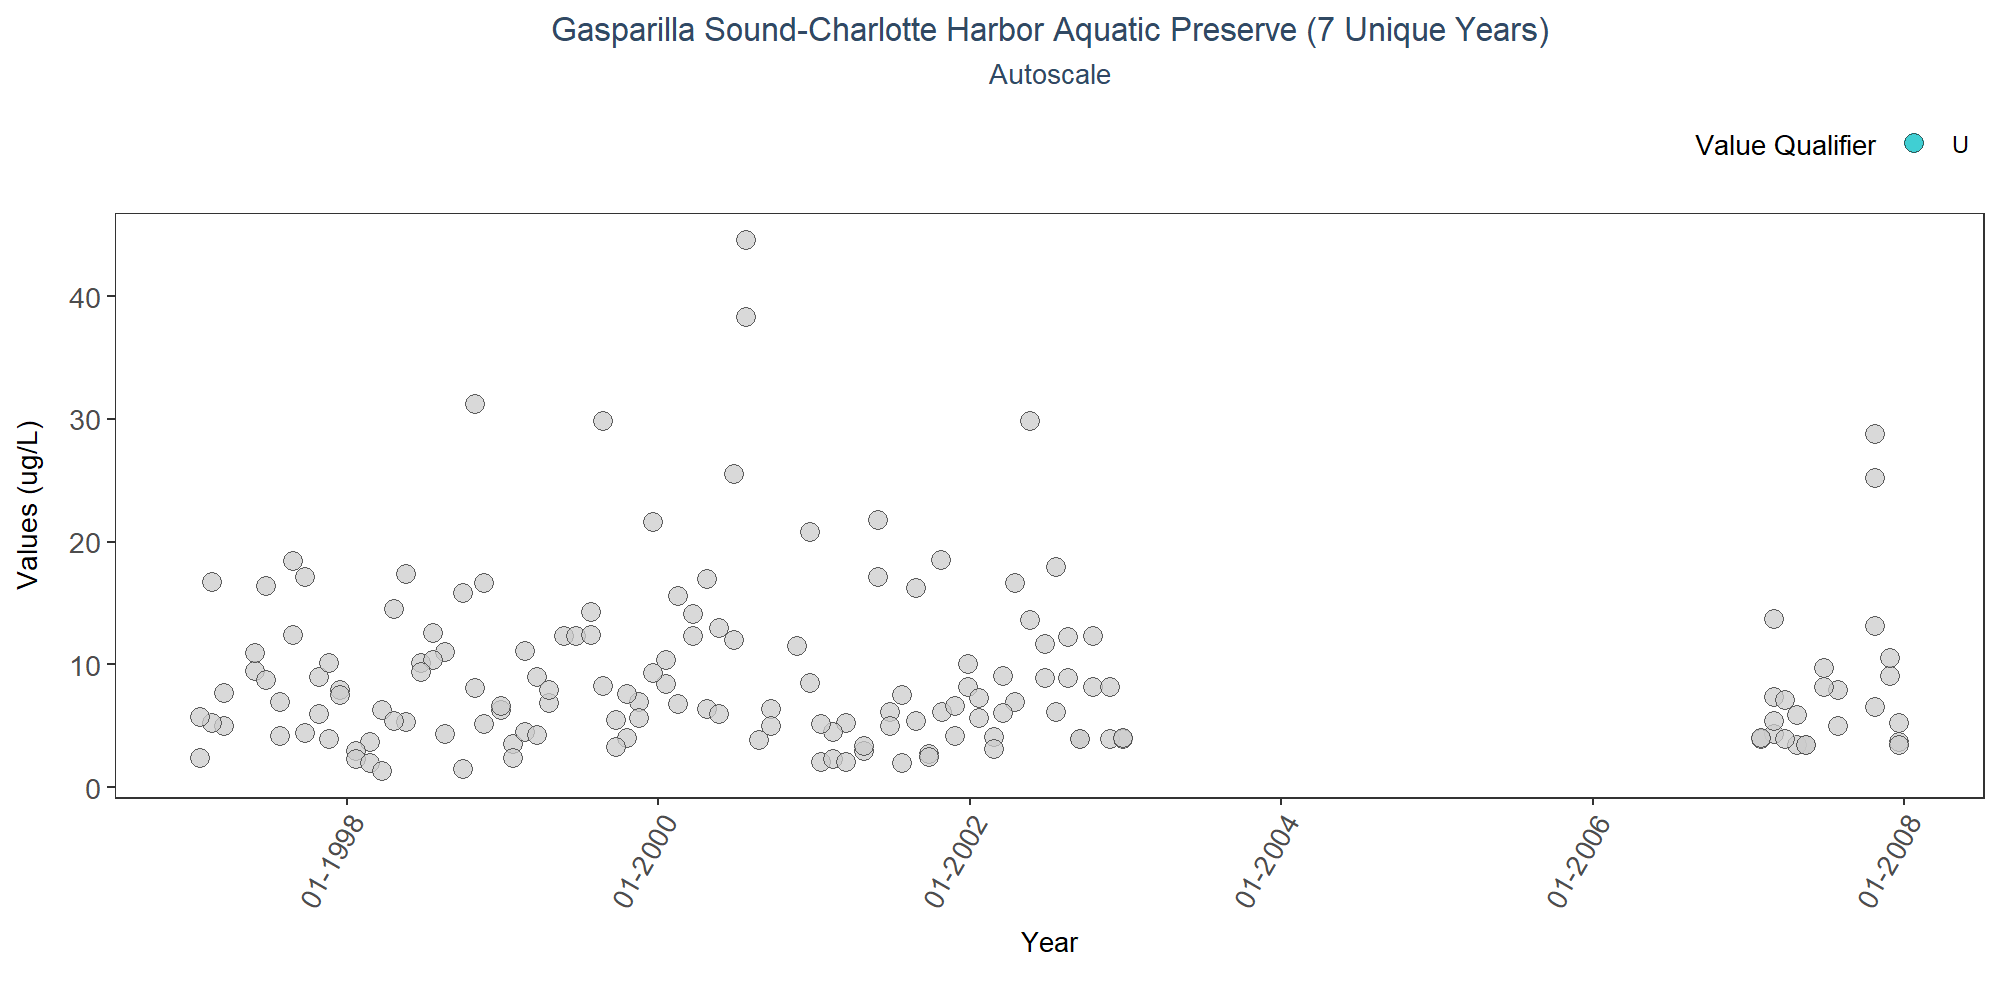 Gasparilla Sound-Charlotte Harbor Aquatic Preserve (7 Unique Years)
Autoscale
Value Qualifier U
Values (ug/L)
40
30
20
10
0
01-1998 01-2000 01-2002 01-2004 01-2006 01-2008
Year